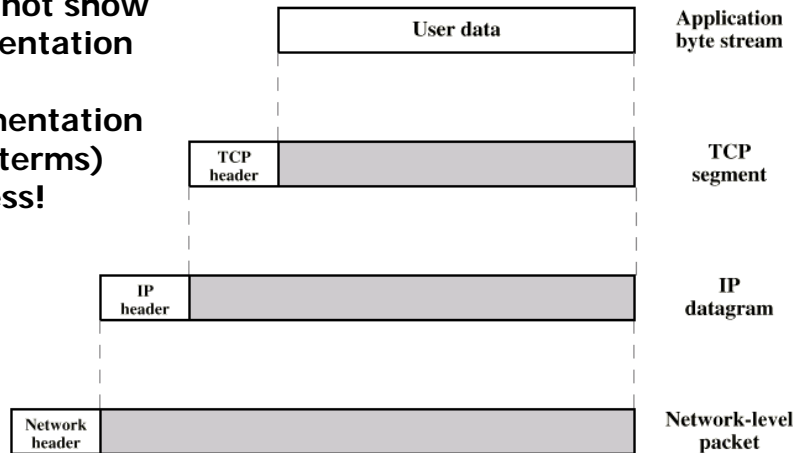 not show
entation
nentation
terms)
ess!
User data
Application
byte stream
TCP
header
TCP
segment
IP
header
IP
datagram
Network
header
Network-level
packet